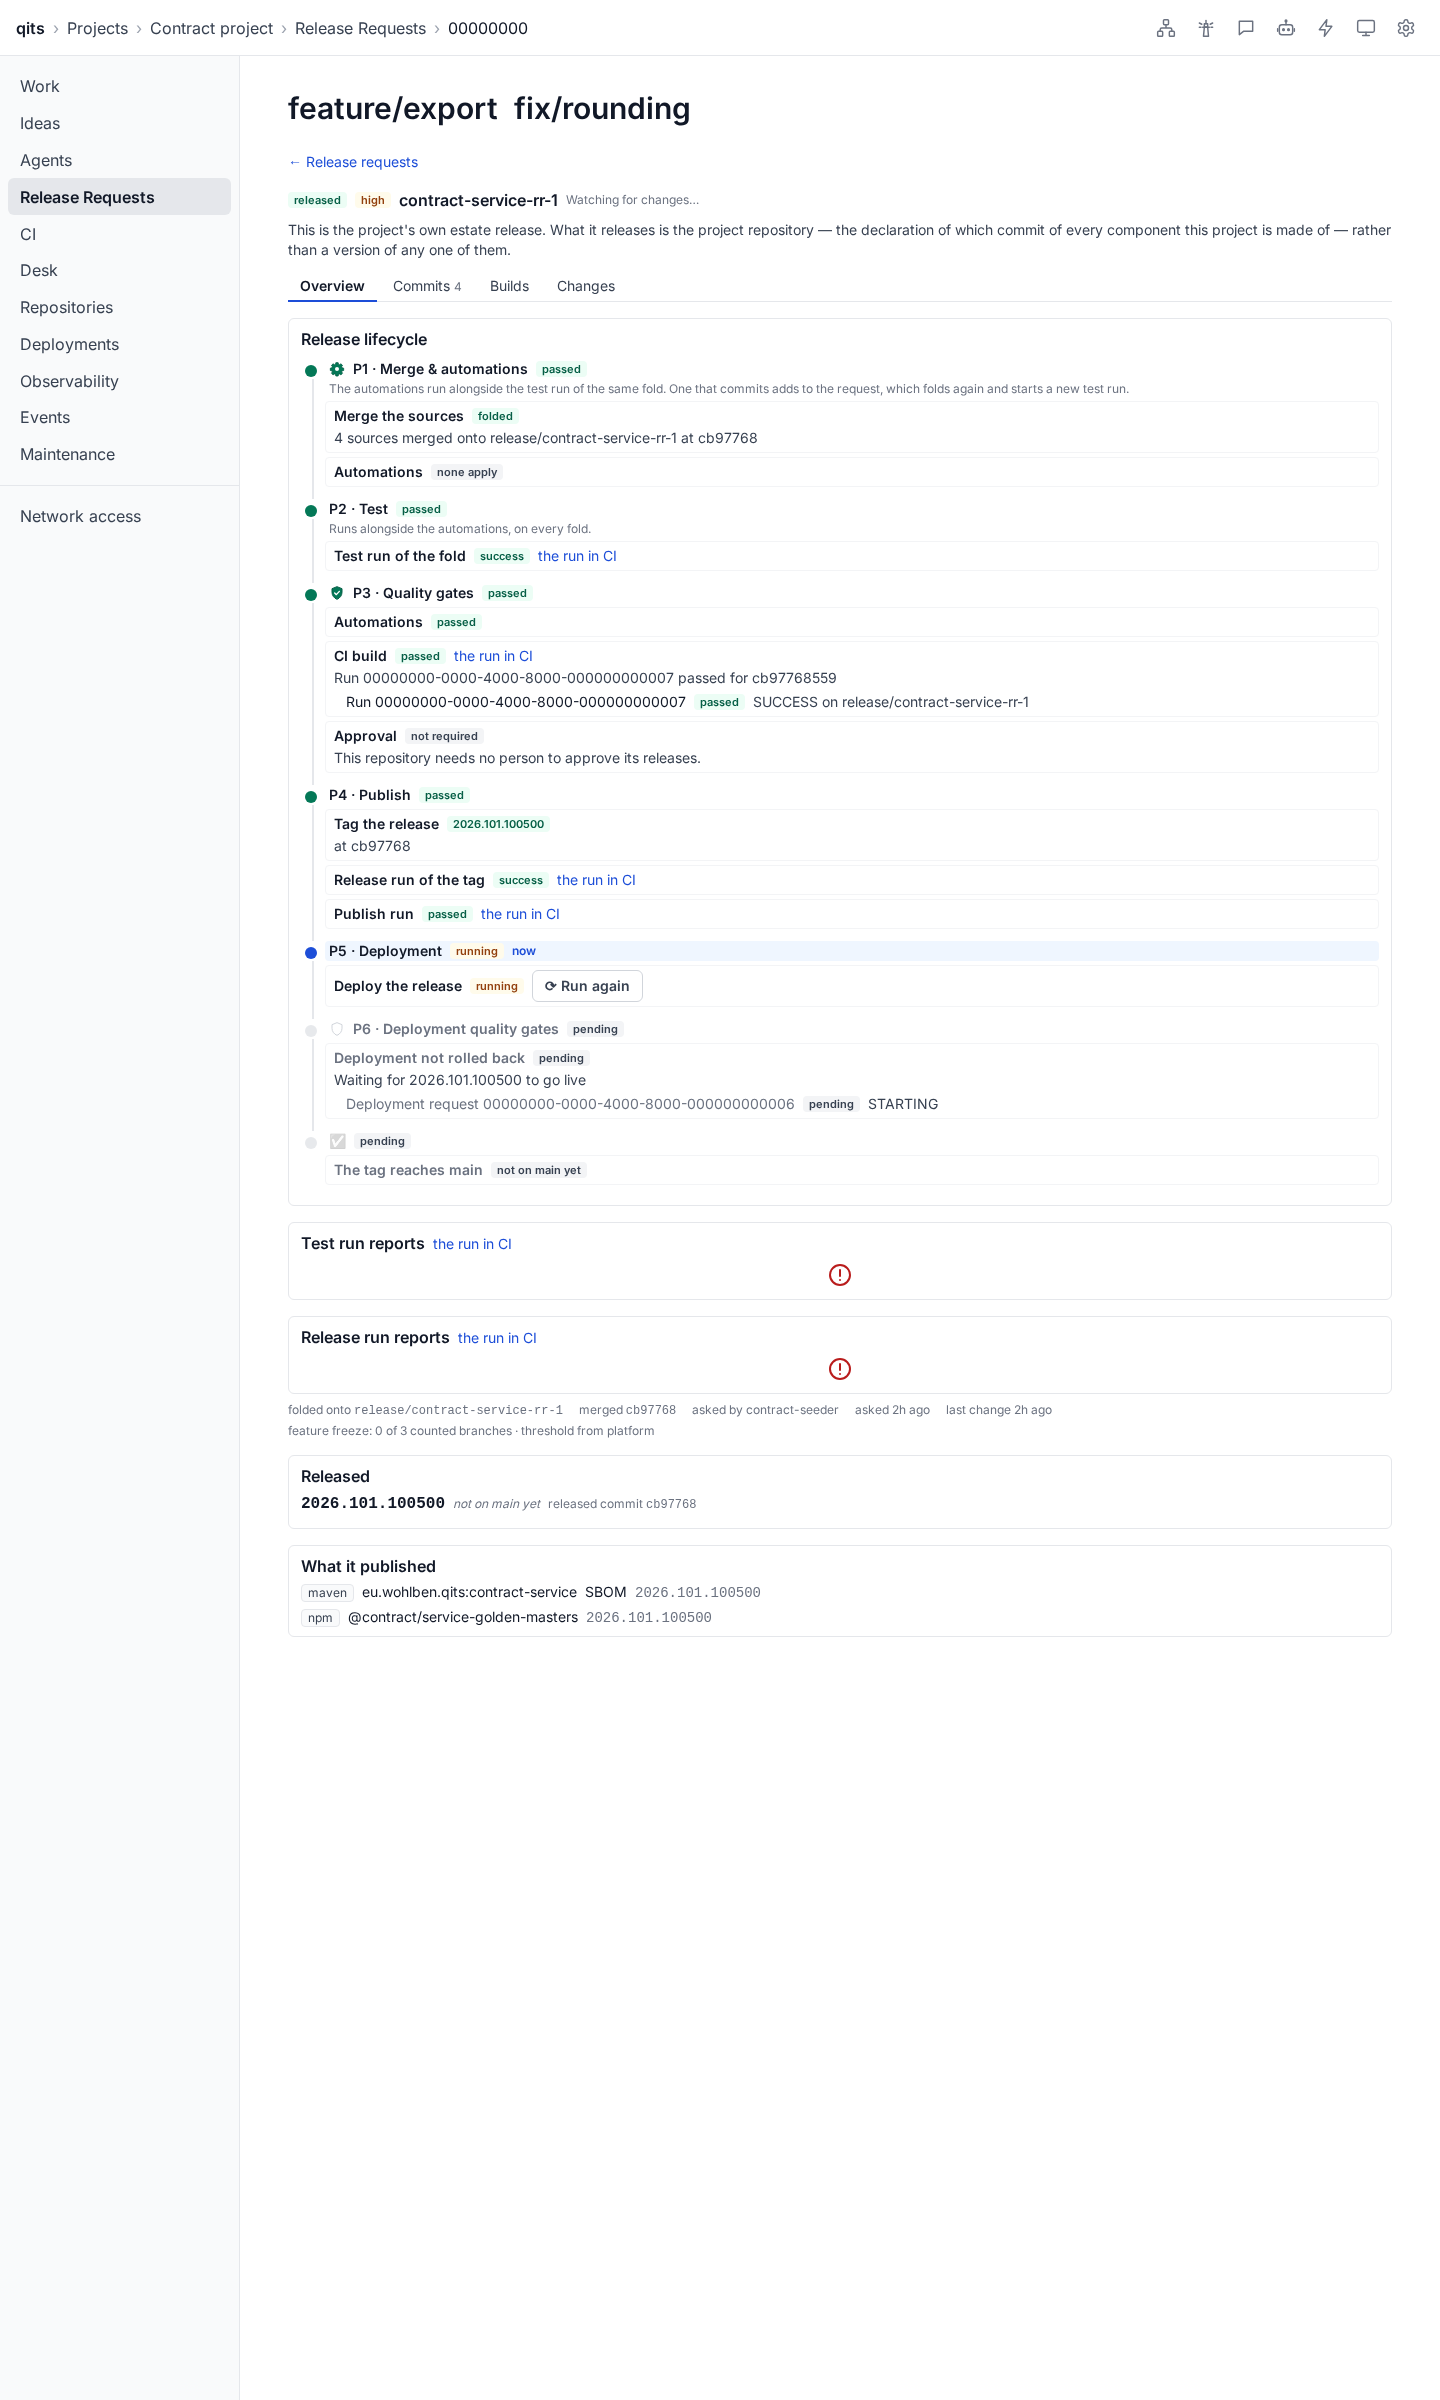 qits › Projects › Contract project › Release Requests › 00000000
Work
Ideas
Agents
Release Requests
CI
Desk
Repositories
Deployments
Observability
Events
Maintenance
Network access
feature/export fix/rounding
← Release requests
released high contract-service-rr-1 Watching for changes…
This is the project's own estate release. What it releases is the project repository — the declaration of which commit of every component this project is made of — rather
than a version of any one of them.
Overview Commits 4 Builds Changes
Release lifecycle
P1 · Merge & automations passed
The automations run alongside the test run of the same fold. One that commits adds to the request, which folds again and starts a new test run.
Merge the sources folded
4 sources merged onto release/contract-service-rr-1 at cb97768
Automations none apply
P2 · Test passed
Runs alongside the automations, on every fold.
Test run of the fold success the run in CI
P3 · Quality gates passed
Automations passed
CI build passed the run in CI
Run 00000000-0000-4000-8000-000000000007 passed for cb97768559
Run 00000000-0000-4000-8000-000000000007 passed SUCCESS on release/contract-service-rr-1
Approval not required
This repository needs no person to approve its releases.
P4 · Publish passed
Tag the release 2026.101.100500
at cb97768
Release run of the tag success the run in CI
Publish run passed the run in CI
P5 · Deployment running now
Deploy the release running ⟳ Run again
P6 · Deployment quality gates pending
Deployment not rolled back pending
Waiting for 2026.101.100500 to go live
Deployment request 00000000-0000-4000-8000-000000000006 pending STARTING
pending
The tag reaches main not on main yet
Test run reports the run in CI
Release run reports the run in CI
folded onto release/contract-service-rr-1 merged cb97768 asked by contract-seeder asked 2h ago last change 2h ago
feature freeze: 0 of 3 counted branches · threshold from platform
Released
2026.101.100500 not on main yet released commit cb97768
What it published
maven eu.wohlben.qits:contract-service SBOM 2026.101.100500
npm @contract/service-golden-masters 2026.101.100500